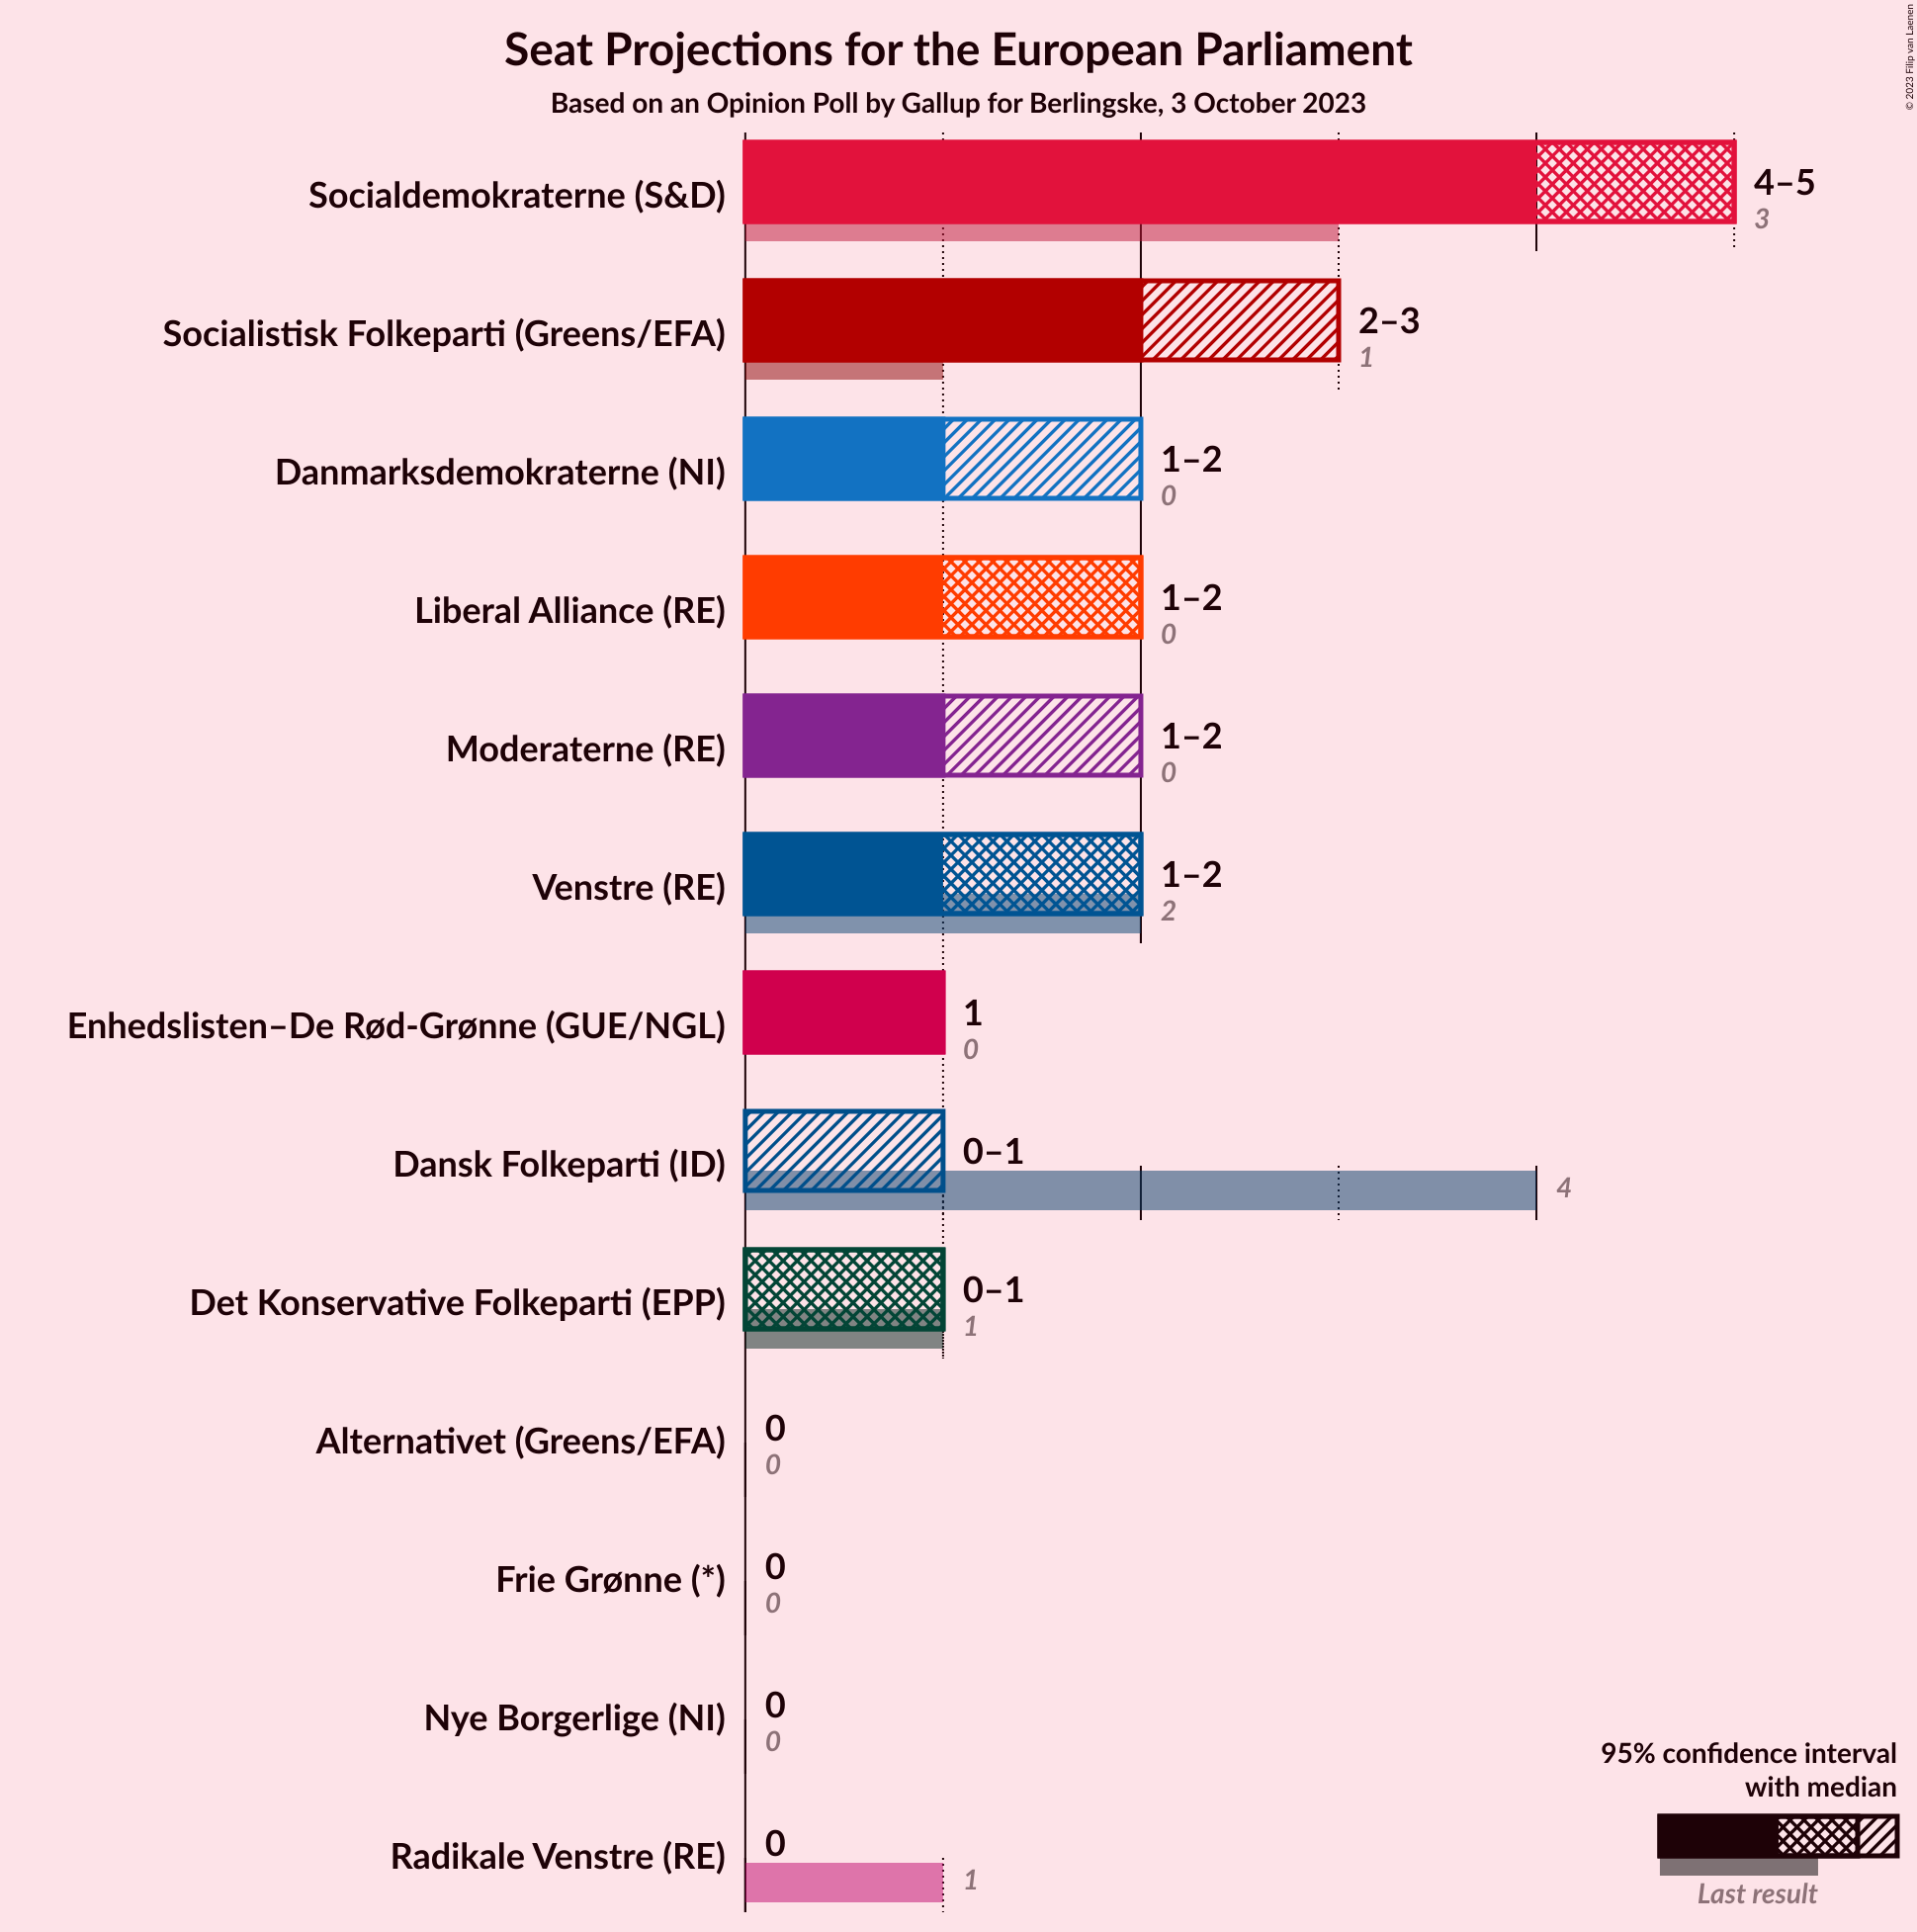 Seat Projections for the European Parliament
Based on an Opinion Poll by Gallup for Berlingske, 3 October 2023
© 2023 Filip van Laenen
Socialdemokraterne (S&D)
4–5
3
Socialistisk Folkeparti (Greens/EFA)
2–3
1
Danmarksdemokraterne (NI)
1–2
0
Liberal Alliance (RE)
1–2
0
Moderaterne (RE)
1–2
0
Venstre (RE)
1–2
2
Enhedslisten–De Rød-Grønne (GUE/NGL)
1
0
Dansk Folkeparti (ID)
0–1
4
Det Konservative Folkeparti (EPP)
0–1
1
Alternativet (Greens/EFA)
0
0
Frie Grønne (*)
0
0
Nye Borgerlige (NI)
0
0
Radikale Venstre (RE)
0
1
95% confidence interval
with median
Last result